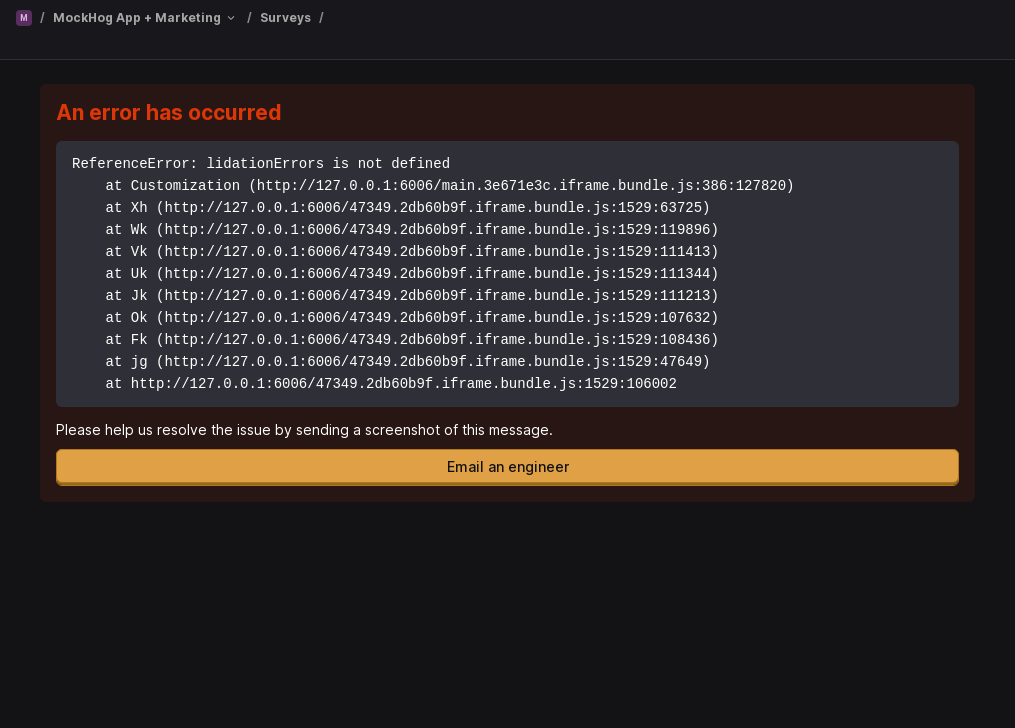 M / MockHog App + Marketing / Surveys /
An error has occurred
ReferenceError: lidationErrors is not defined
    at Customization (http://127.0.0.1:6006/main.3e671e3c.iframe.bundle.js:386:127820)
    at Xh (http://127.0.0.1:6006/47349.2db60b9f.iframe.bundle.js:1529:63725)
    at Wk (http://127.0.0.1:6006/47349.2db60b9f.iframe.bundle.js:1529:119896)
    at Vk (http://127.0.0.1:6006/47349.2db60b9f.iframe.bundle.js:1529:111413)
    at Uk (http://127.0.0.1:6006/47349.2db60b9f.iframe.bundle.js:1529:111344)
    at Jk (http://127.0.0.1:6006/47349.2db60b9f.iframe.bundle.js:1529:111213)
    at Ok (http://127.0.0.1:6006/47349.2db60b9f.iframe.bundle.js:1529:107632)
    at Fk (http://127.0.0.1:6006/47349.2db60b9f.iframe.bundle.js:1529:108436)
    at jg (http://127.0.0.1:6006/47349.2db60b9f.iframe.bundle.js:1529:47649)
    at http://127.0.0.1:6006/47349.2db60b9f.iframe.bundle.js:1529:106002
Please help us resolve the issue by sending a screenshot of this message.
Email an engineer